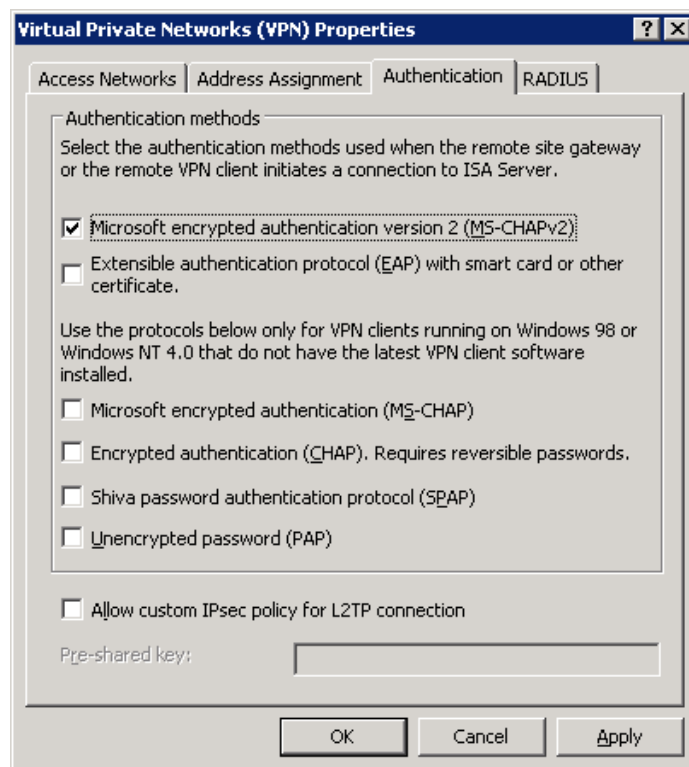 Virtual Private Networks (VPN) Properties
Access Networks
Address Assignment
Authentication
RADIUS
Authentication methods
Select the authentication methods used when the remote site gateway
or the remote VPN client initiates a connection to ISA Server.
Microsoft encrypted authentication version 2 (MS-CHAPv2)
Extensible authentication protocol (EAP) with smart card or other
certificate.
Use the protocols below only for VPN clients running on Windows 98 or
Windows NT 4.0 that do not have the latest VPN client software
installed.
Microsoft encrypted authentication (MS-CHAP)
Encrypted authentication (CHAP). Requires reversible passwords.
Shiva password authentication protocol (SPAP)
Unencrypted password (PAP)
Allow custom IPsec policy for L2TP connection
Pre-shared key:
OK
Cancel
Apply